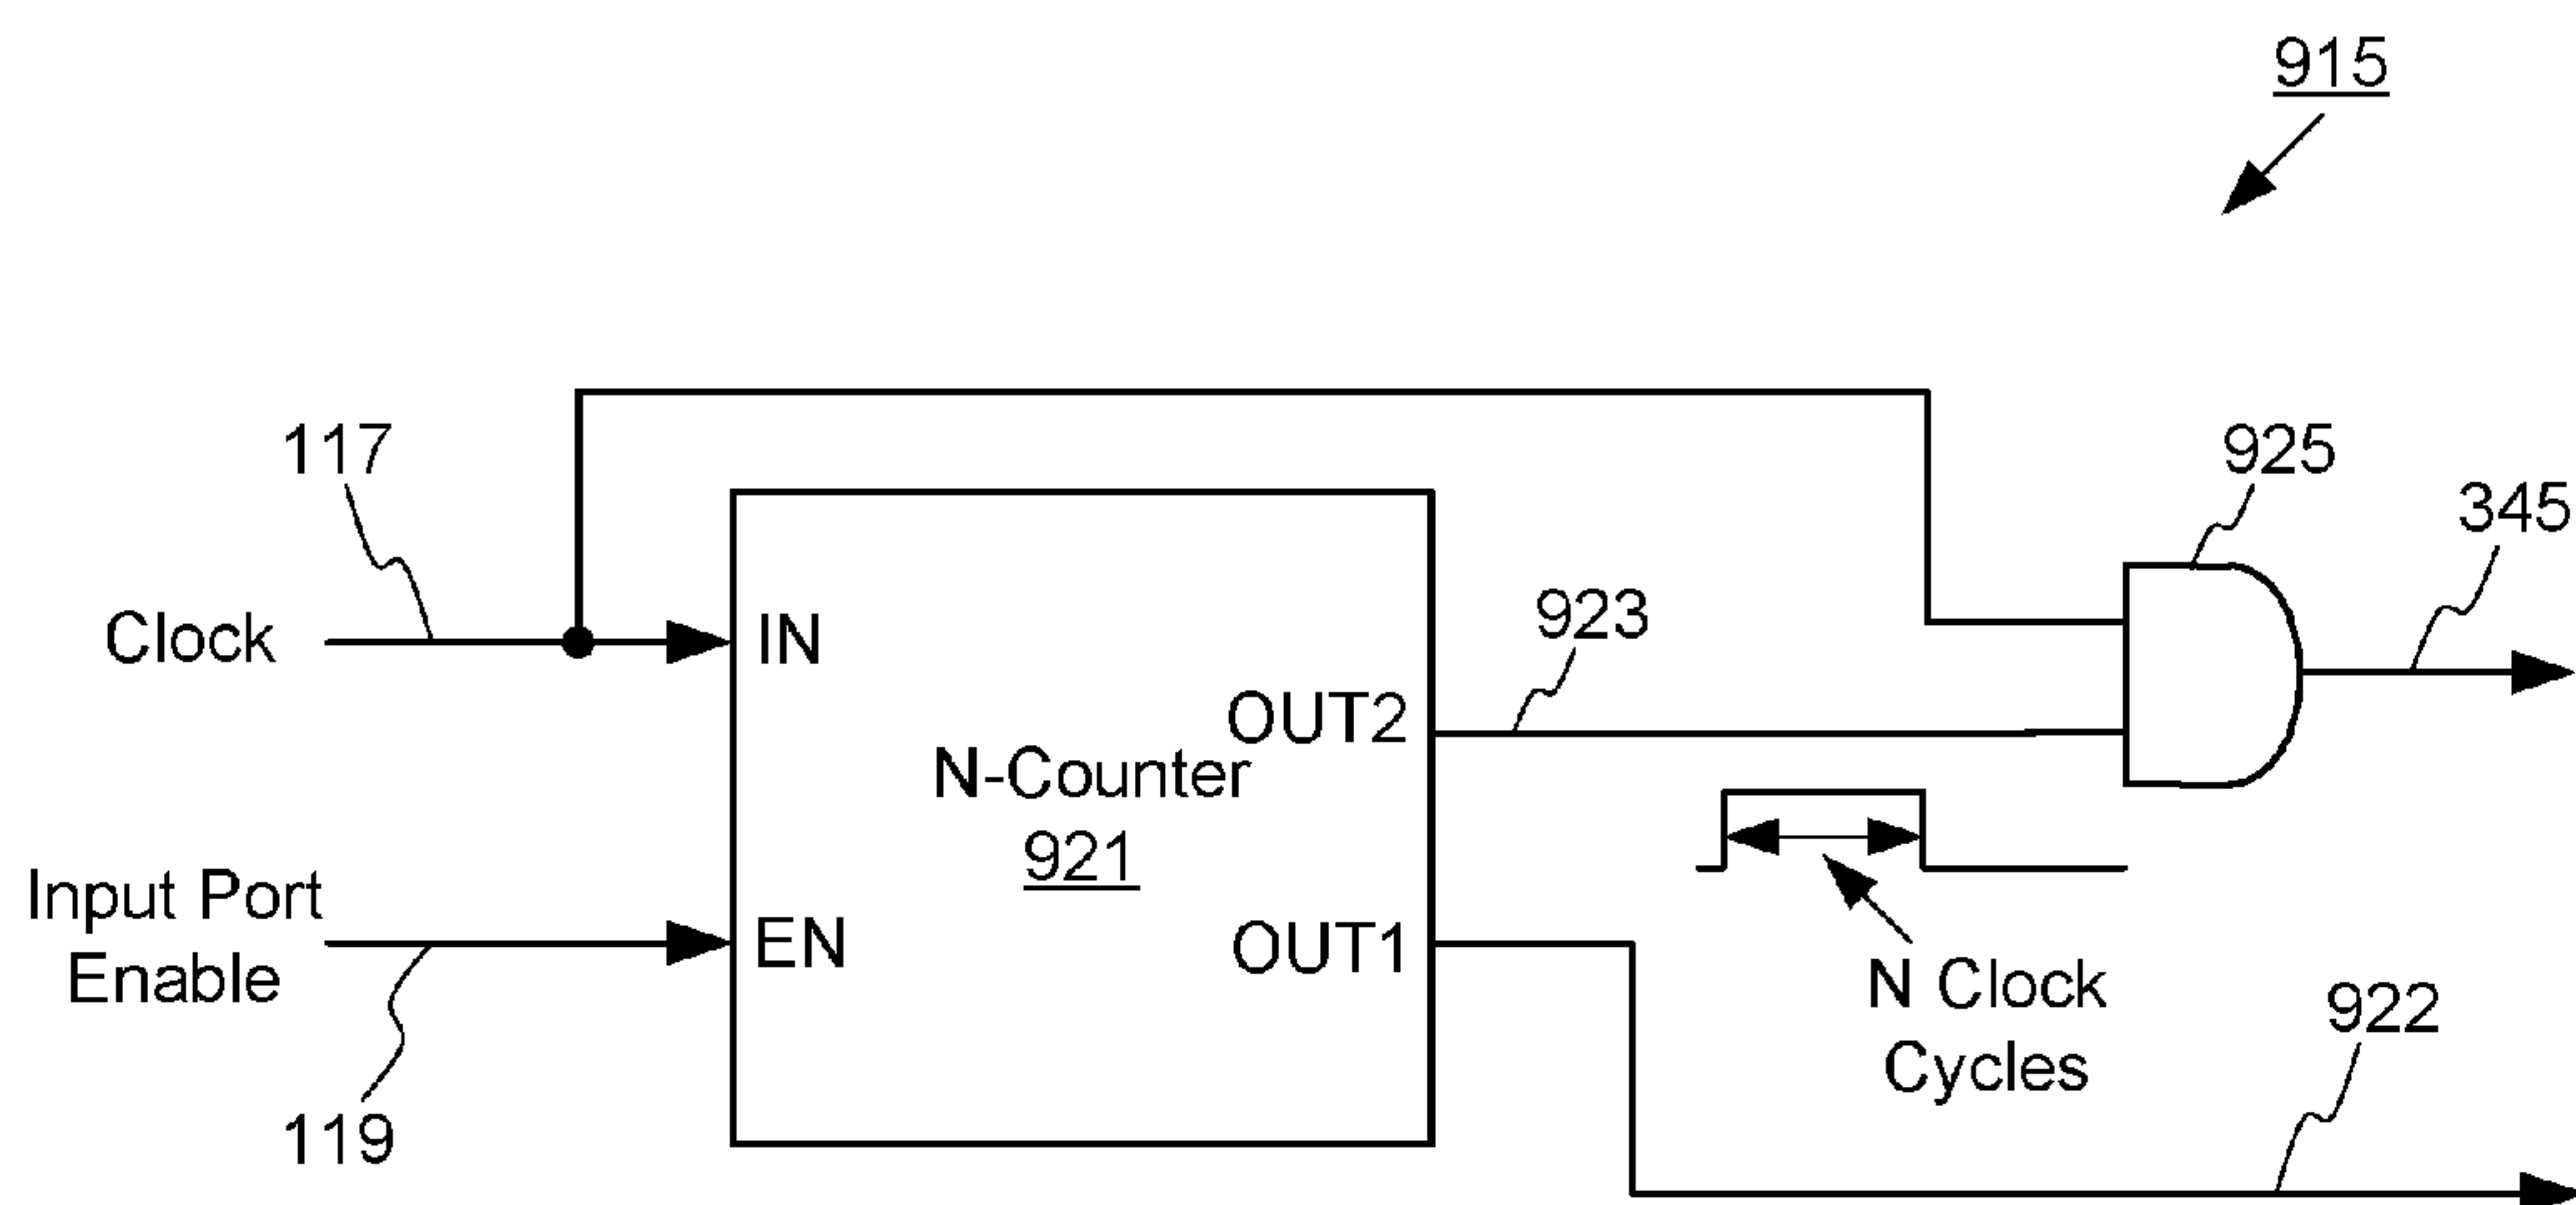 915
117
925
345
923
Clock
IN
OUT2
N-Counter
921
Input Port
Enable
EN
OUT1
N Clock
Cycles
922
119